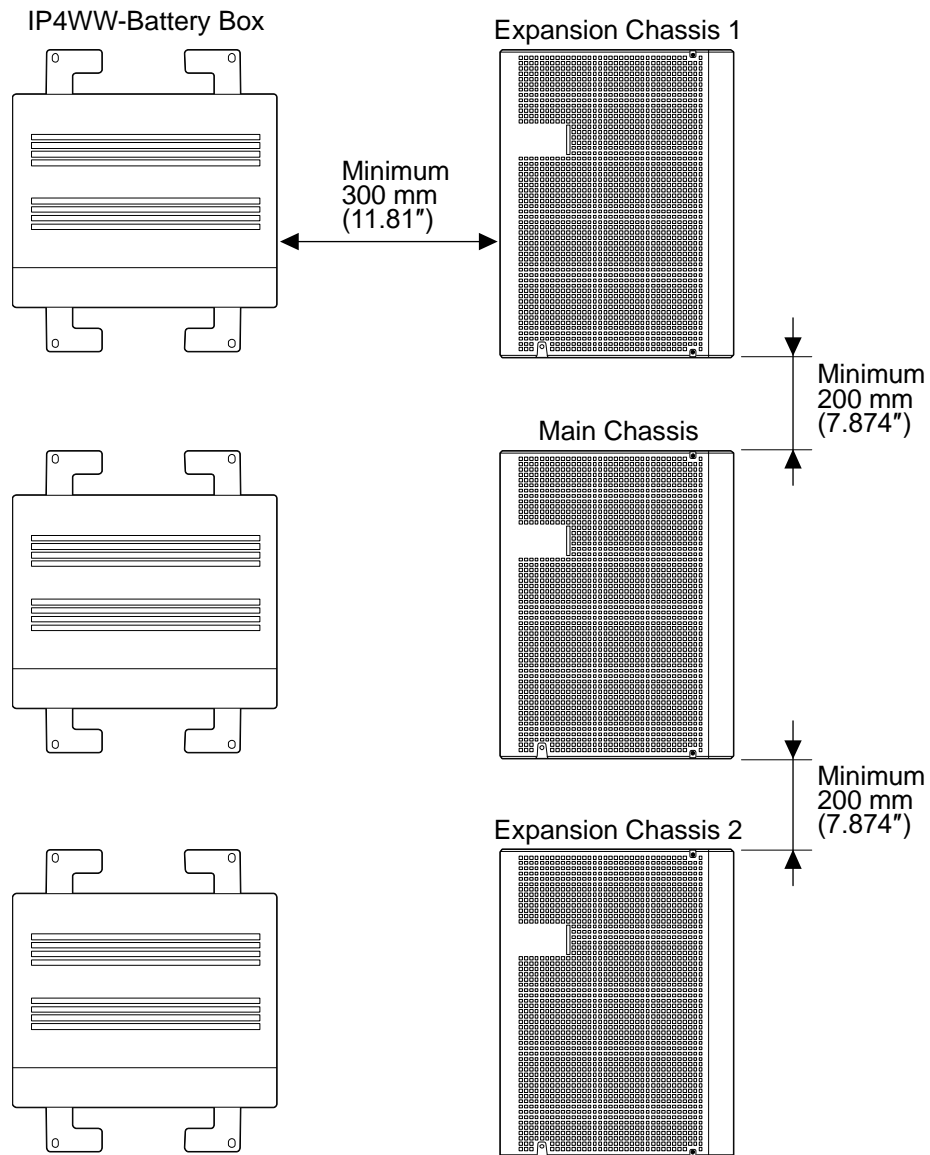 IP4WW-Battery Box
Expansion Chassis 1
Minimum
300 mm
(11.81″)
Minimum
200 mm
(7.874″)
Main Chassis
Minimum
200 mm
(7.874″)
Expansion Chassis 2